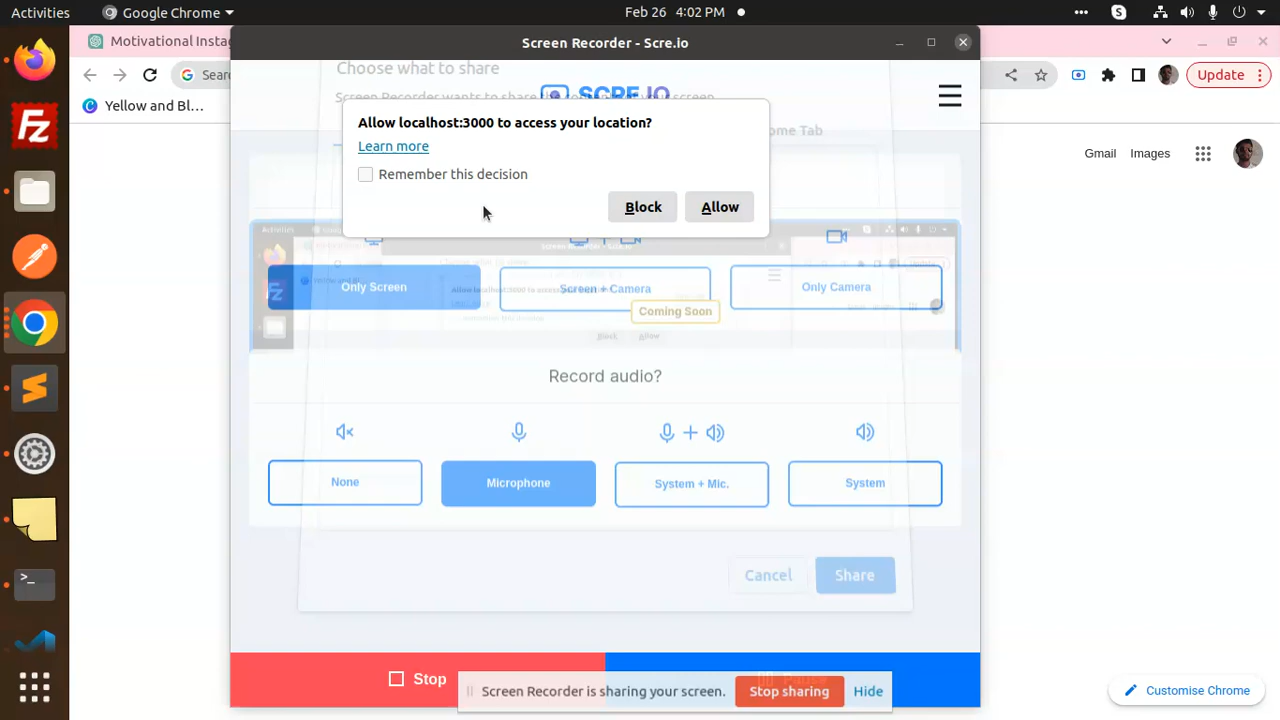 Activities
Google Chrome
Feb 26 4:02 PM
Motivational Insta
Screen Recorder - Scre.io
Update
Yellow and Bl…
Choose what to share
SCRE.IO
Allow localhost:3000 to access your location?
Learn more
Remember this decision
Block
Allow
Gmail
Images
Only Screen
Screen + Camera
Only Camera
Coming Soon
Record audio?
None
Microphone
System + Mic.
System
Cancel
Share
Stop
Screen Recorder is sharing your screen.
Stop sharing
Hide
Customise Chrome